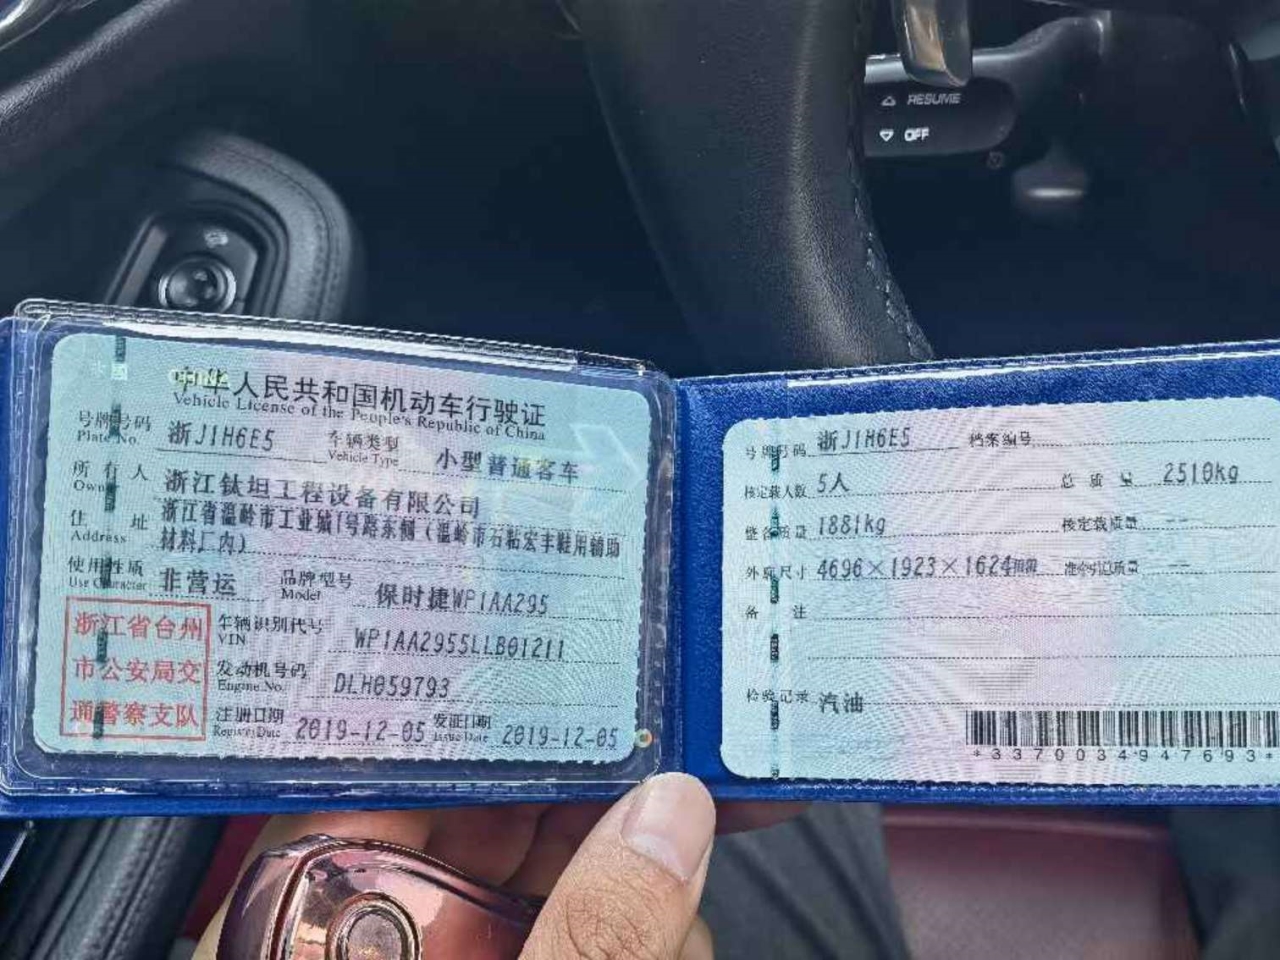 RESUME
OFF
中华人民共和国机动车行驶证
Vehicle License of the People's Republic of China
号牌号码 浙J1H6E5 车辆类型 小型普通客车
Plate No. Vehicle Type
所有人 浙江钛坦工程设备有限公司
Owner
住址 浙江省温岭市工业城1号路东侧（温岭市石粘宏丰鞋用辅助
Address 材料厂内）
使用性质 非营运 品牌型号 保时捷WP1AA295
Use Character Model
浙江省台州
市公安局交
通警察支队
车辆识别代号 WP1AA2955LLB01211
VIN
发动机号码 DLH059793
Engine No.
注册日期 2019-12-05 发证日期 2019-12-05
Register Date Issue Date
号牌号码 浙J1H6E5 档案编号
核定载人数 5人 总质量 2510kg
整备质量 1881kg 核定载质量 --
外廓尺寸 4696×1923×1624 准牵引总质量 --
备注
检验记录 汽油
*3370034947693*